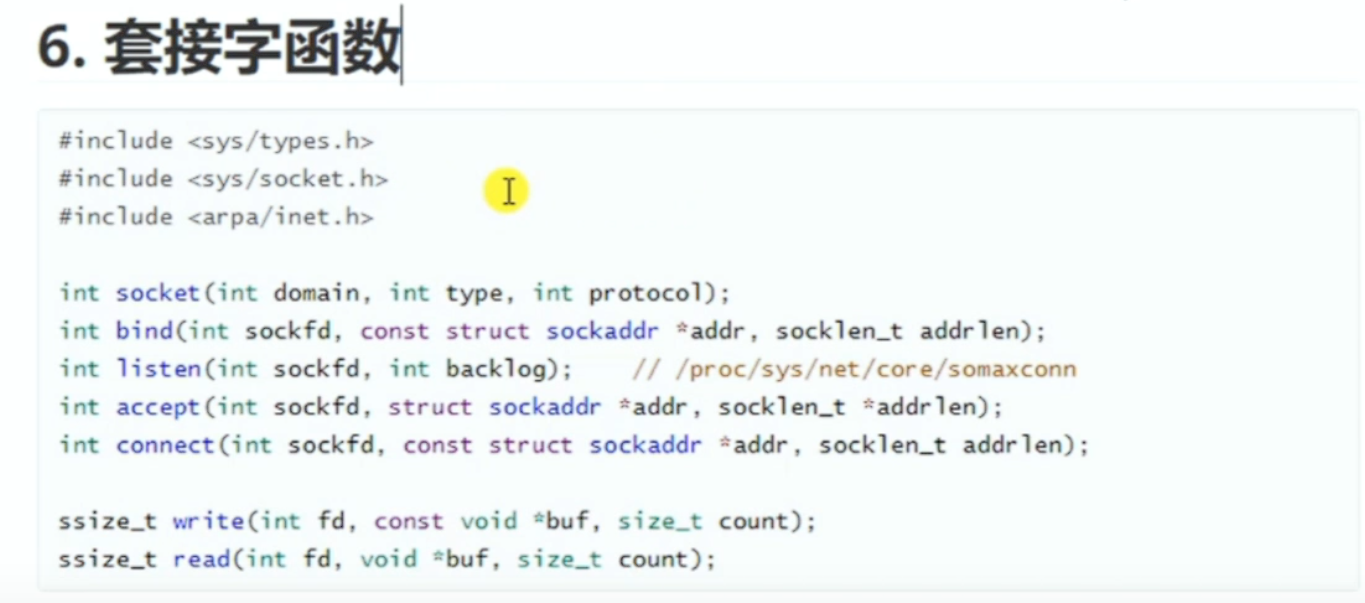 6. 套接字函数
#include <sys/types.h>
#include <sys/socket.h>
#include <arpa/inet.h>
int socket(int domain, int type, int protocol);
int bind(int sockfd, const struct sockaddr *addr, socklen_t addrlen);
int listen(int sockfd, int backlog);    // /proc/sys/net/core/somaxconn
int accept(int sockfd, struct sockaddr *addr, socklen_t *addrlen);
int connect(int sockfd, const struct sockaddr *addr, socklen_t addrlen);
ssize_t write(int fd, const void *buf, size_t count);
ssize_t read(int fd, void *buf, size_t count);